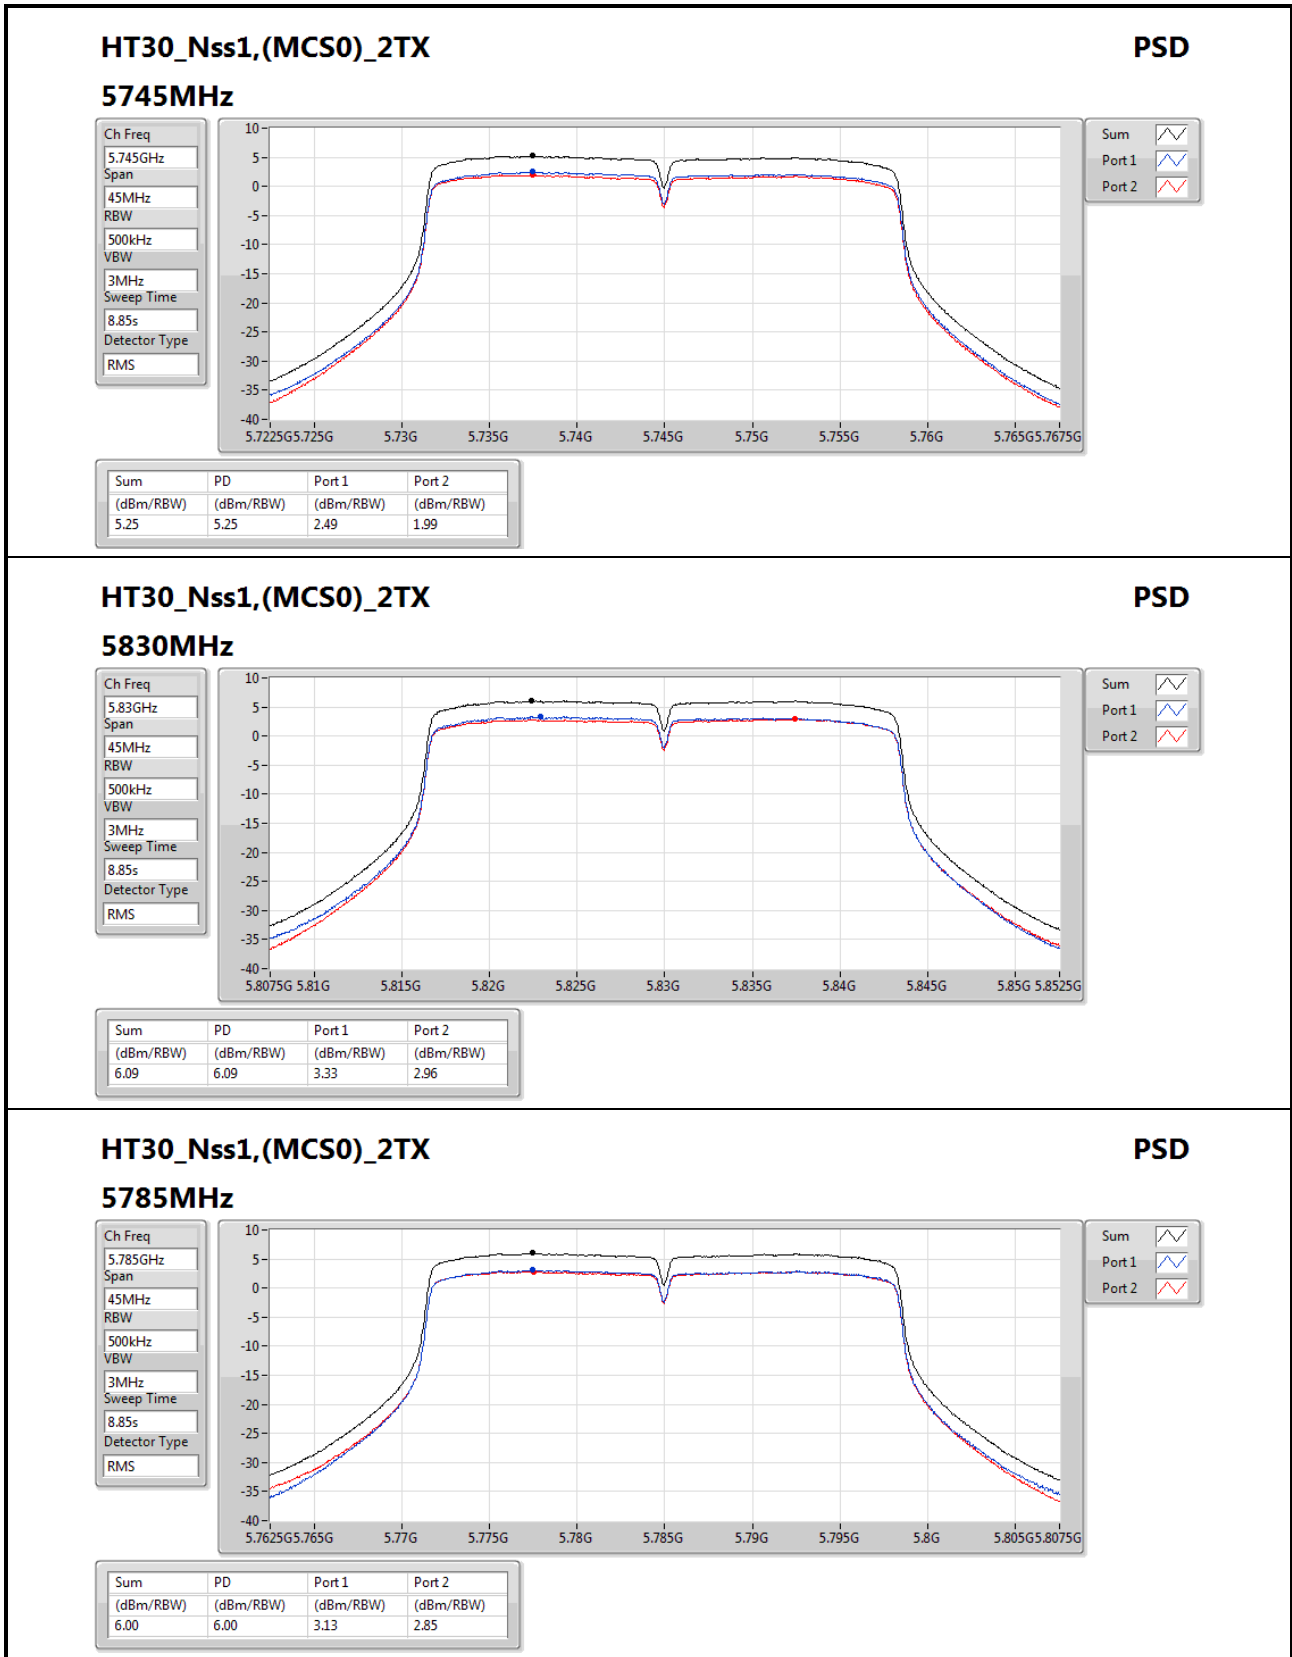 HT30_Nss1,(MCS0)_2TX PSD
5745MHz
Ch Freq
5.745GHz
Span
45MHz
RBW
500kHz
VBW
3MHz
Sweep Time
8.85s
Detector Type
RMS
10
5
0
-5
-10
-15
-20
-25
-30
-35
-40
5.7225G 5.725G 5.73G 5.735G 5.74G 5.745G 5.75G 5.755G 5.76G 5.765G 5.7675G
Sum
Port 1
Port 2
Sum PD Port 1 Port 2
(dBm/RBW) (dBm/RBW) (dBm/RBW) (dBm/RBW)
5.25 5.25 2.49 1.99
HT30_Nss1,(MCS0)_2TX PSD
5830MHz
Ch Freq
5.83GHz
Span
45MHz
RBW
500kHz
VBW
3MHz
Sweep Time
8.85s
Detector Type
RMS
10
5
0
-5
-10
-15
-20
-25
-30
-35
-40
5.8075G 5.81G 5.815G 5.82G 5.825G 5.83G 5.835G 5.84G 5.845G 5.85G 5.8525G
Sum
Port 1
Port 2
Sum PD Port 1 Port 2
(dBm/RBW) (dBm/RBW) (dBm/RBW) (dBm/RBW)
6.09 6.09 3.33 2.96
HT30_Nss1,(MCS0)_2TX PSD
5785MHz
Ch Freq
5.785GHz
Span
45MHz
RBW
500kHz
VBW
3MHz
Sweep Time
8.85s
Detector Type
RMS
10
5
0
-5
-10
-15
-20
-25
-30
-35
-40
5.7625G 5.765G 5.77G 5.775G 5.78G 5.785G 5.79G 5.795G 5.8G 5.805G 5.8075G
Sum
Port 1
Port 2
Sum PD Port 1 Port 2
(dBm/RBW) (dBm/RBW) (dBm/RBW) (dBm/RBW)
6.00 6.00 3.13 2.85